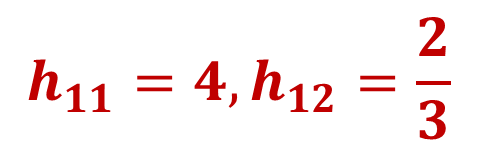 h₁₁ = 4, h₁₂ = 2/3